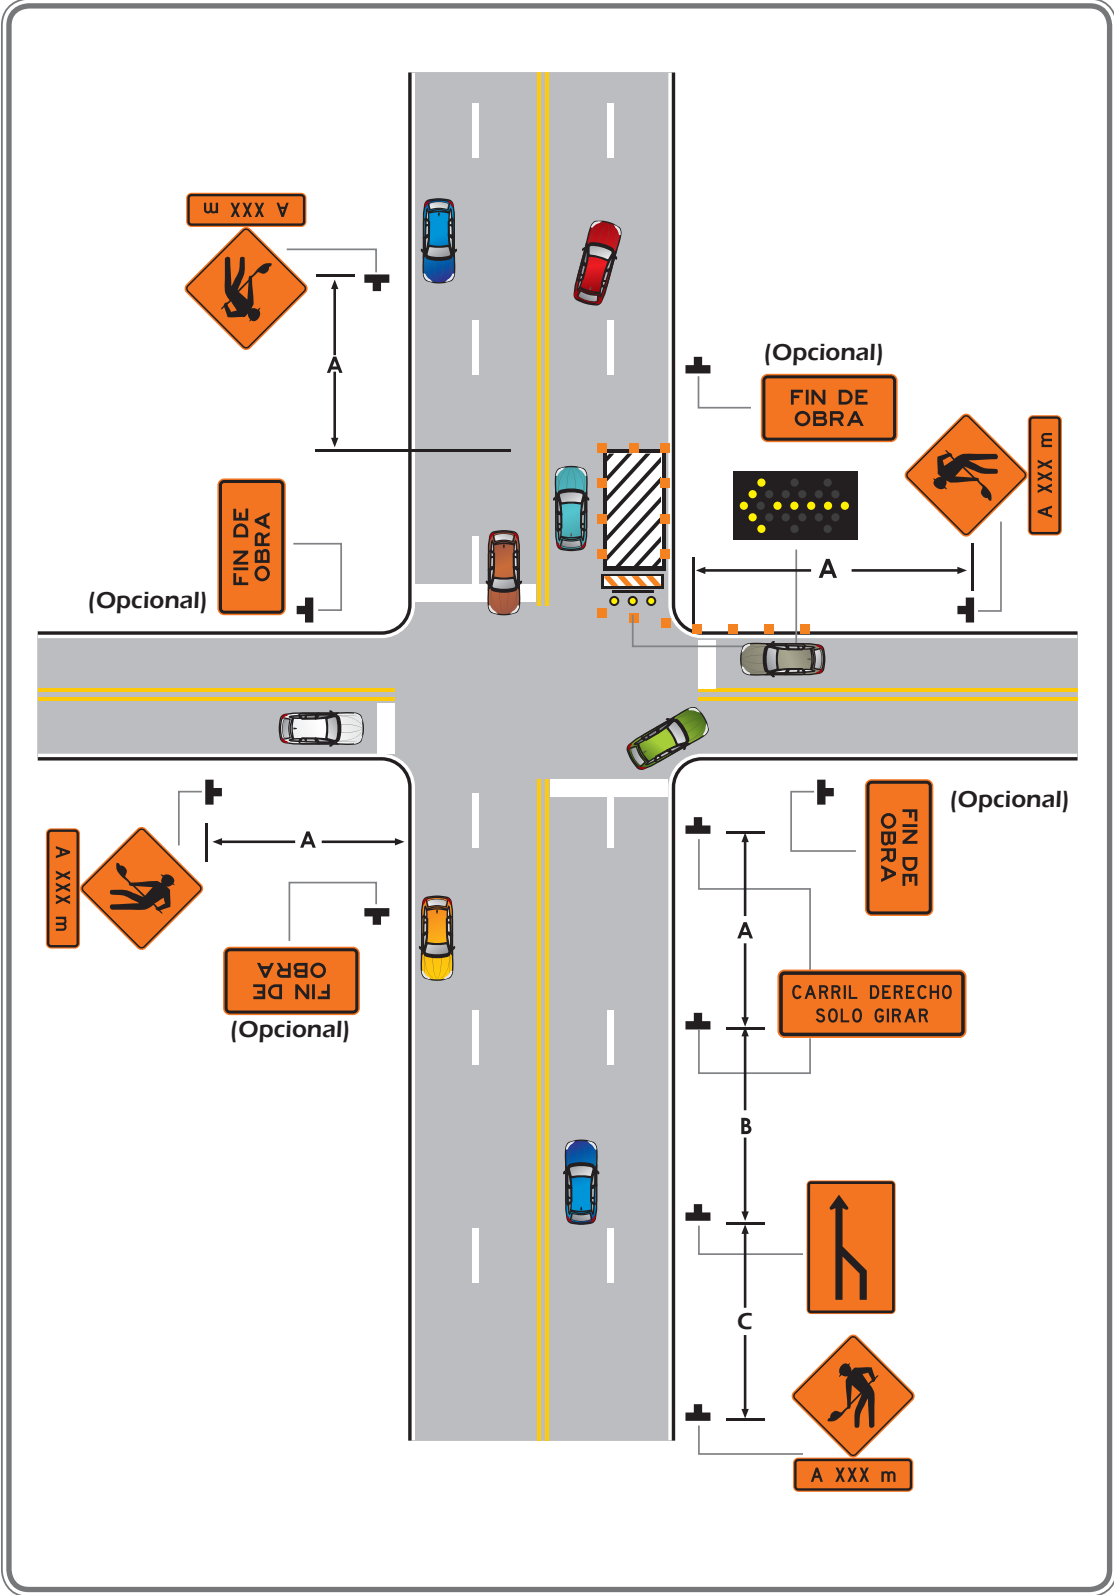 A XXX m
A
(Opcional)
FIN DE
OBRA
A XXX m
FIN DE
OBRA
(Opcional)
A
A XXX m
A
FIN DE
OBRA
(Opcional)
FIN DE
OBRA
(Opcional)
A
CARRIL DERECHO
SOLO GIRAR
B
C
A XXX m